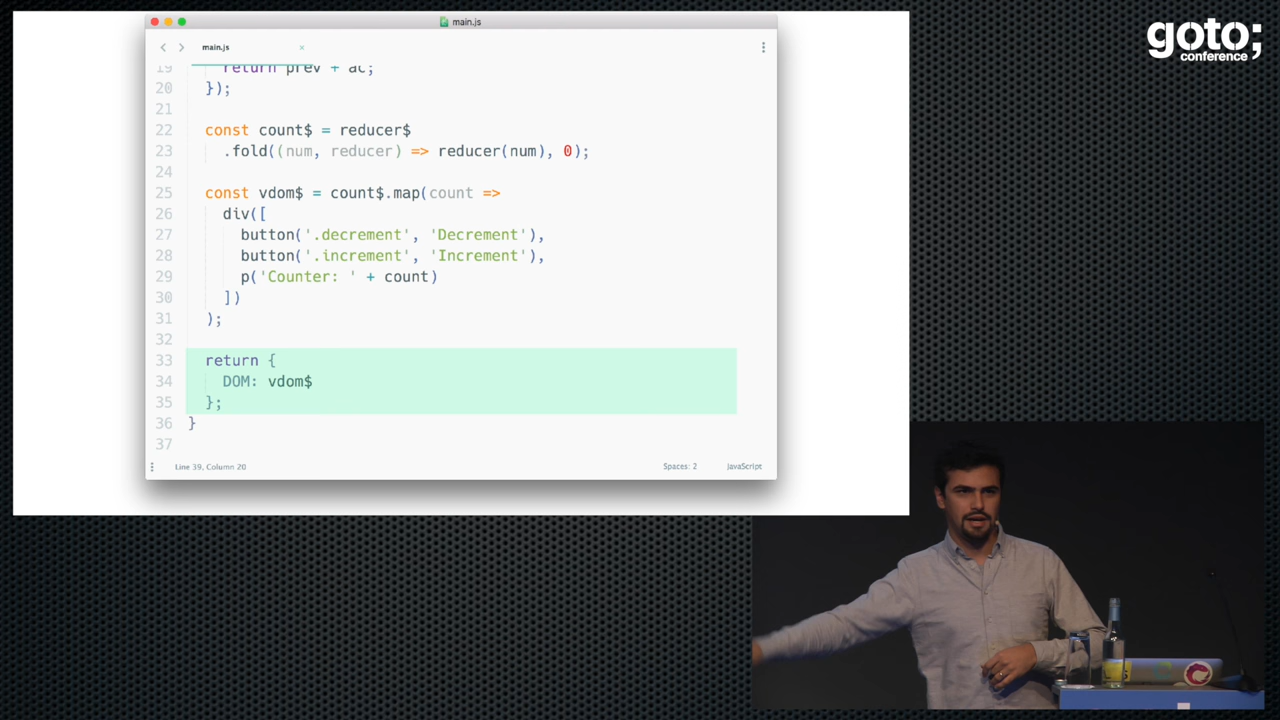 goto;
conference
main.js
main.js
19 return prev + ac;
20 });
21
22 const count$ = reducer$
23 .fold((num, reducer) => reducer(num), 0);
24
25 const vdom$ = count$.map(count =>
26 div([
27 button('.decrement', 'Decrement'),
28 button('.increment', 'Increment'),
29 p('Counter: ' + count)
30 ])
31 );
32
33 return {
34 DOM: vdom$
35 };
36 }
37
Line 39, Column 20
Spaces: 2
JavaScript